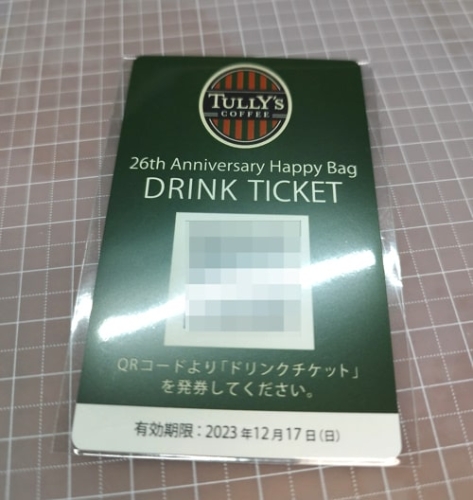 TULLY'S
COFFEE
26th Anniversary Happy Bag
DRINK TICKET
QRコードより「ドリンクチケット」
を発券してください。
有効期限：2023年12月17日(日)